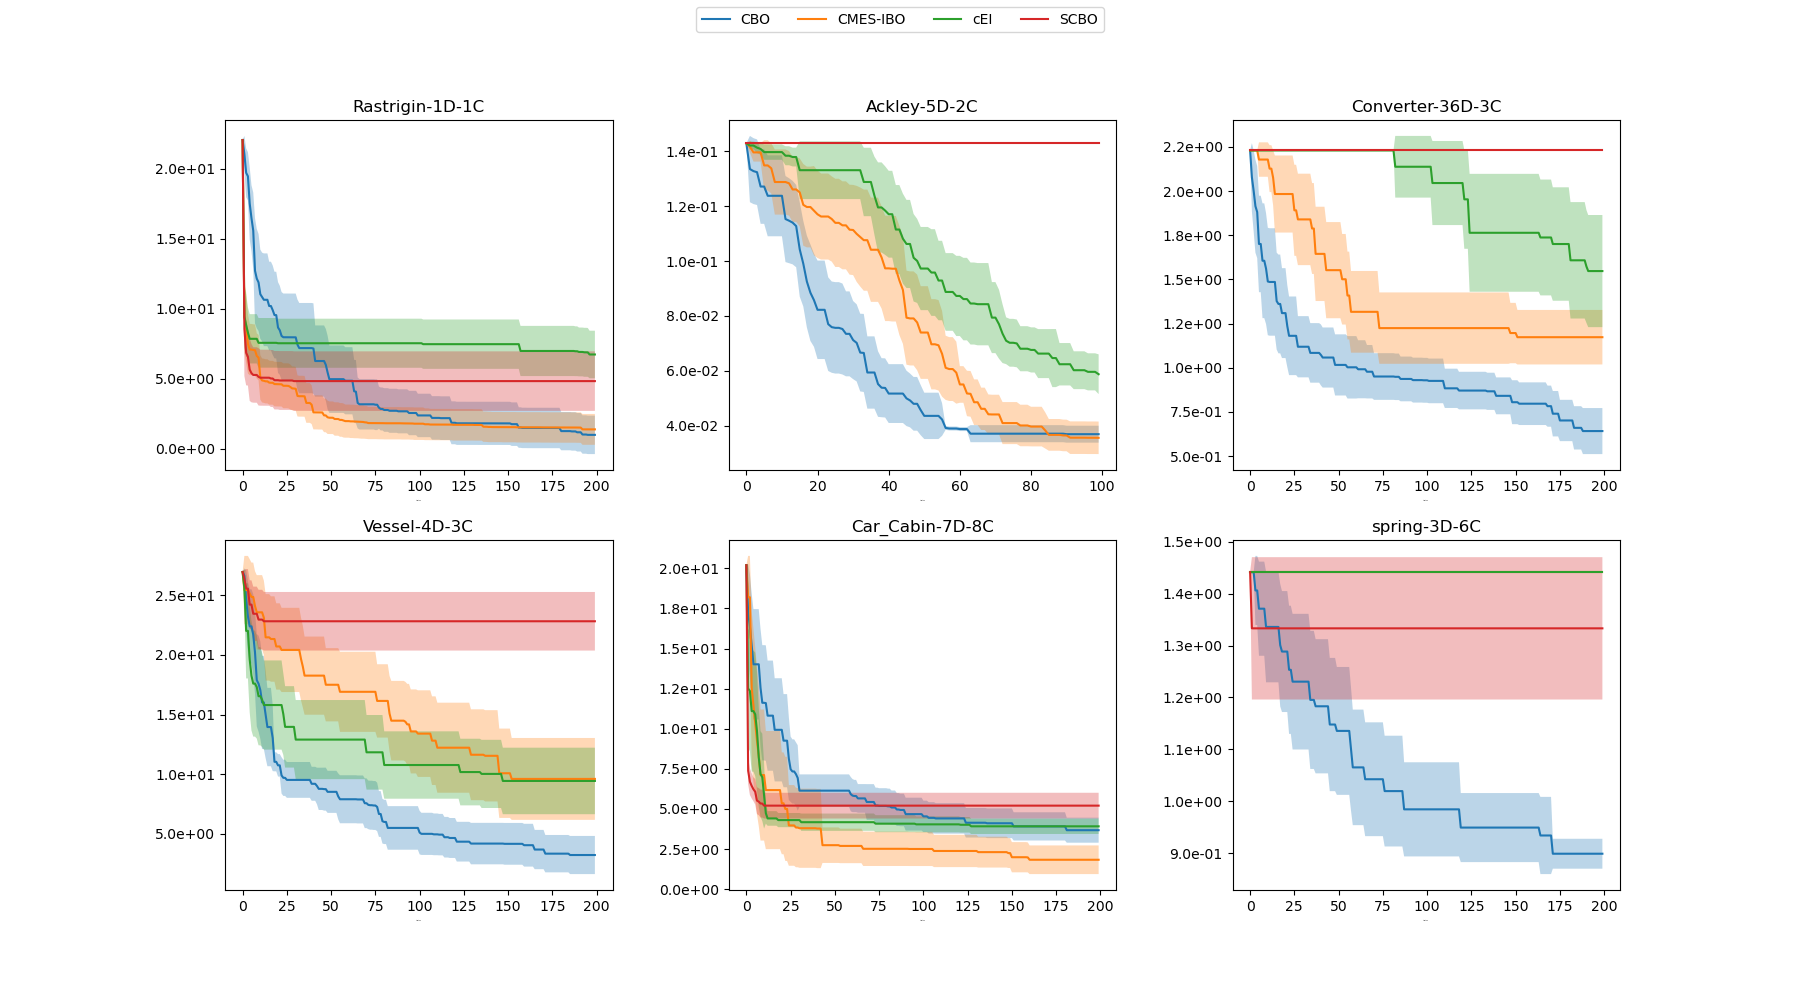 CBO CMES-IBO cEI SCBO
Rastrigin-1D-1C
2.0e+01
1.5e+01
1.0e+01
5.0e+00
0.0e+00
0 25 50 75 100 125 150 175 200
Ackley-5D-2C
1.4e-01
1.2e-01
1.0e-01
8.0e-02
6.0e-02
4.0e-02
0 20 40 60 80 100
Converter-36D-3C
2.2e+00
2.0e+00
1.8e+00
1.5e+00
1.2e+00
1.0e+00
7.5e-01
5.0e-01
0 25 50 75 100 125 150 175 200
Vessel-4D-3C
2.5e+01
2.0e+01
1.5e+01
1.0e+01
5.0e+00
0 25 50 75 100 125 150 175 200
Car_Cabin-7D-8C
2.0e+01
1.8e+01
1.5e+01
1.2e+01
1.0e+01
7.5e+00
5.0e+00
2.5e+00
0.0e+00
0 25 50 75 100 125 150 175 200
spring-3D-6C
1.5e+00
1.4e+00
1.3e+00
1.2e+00
1.1e+00
1.0e+00
9.0e-01
0 25 50 75 100 125 150 175 200